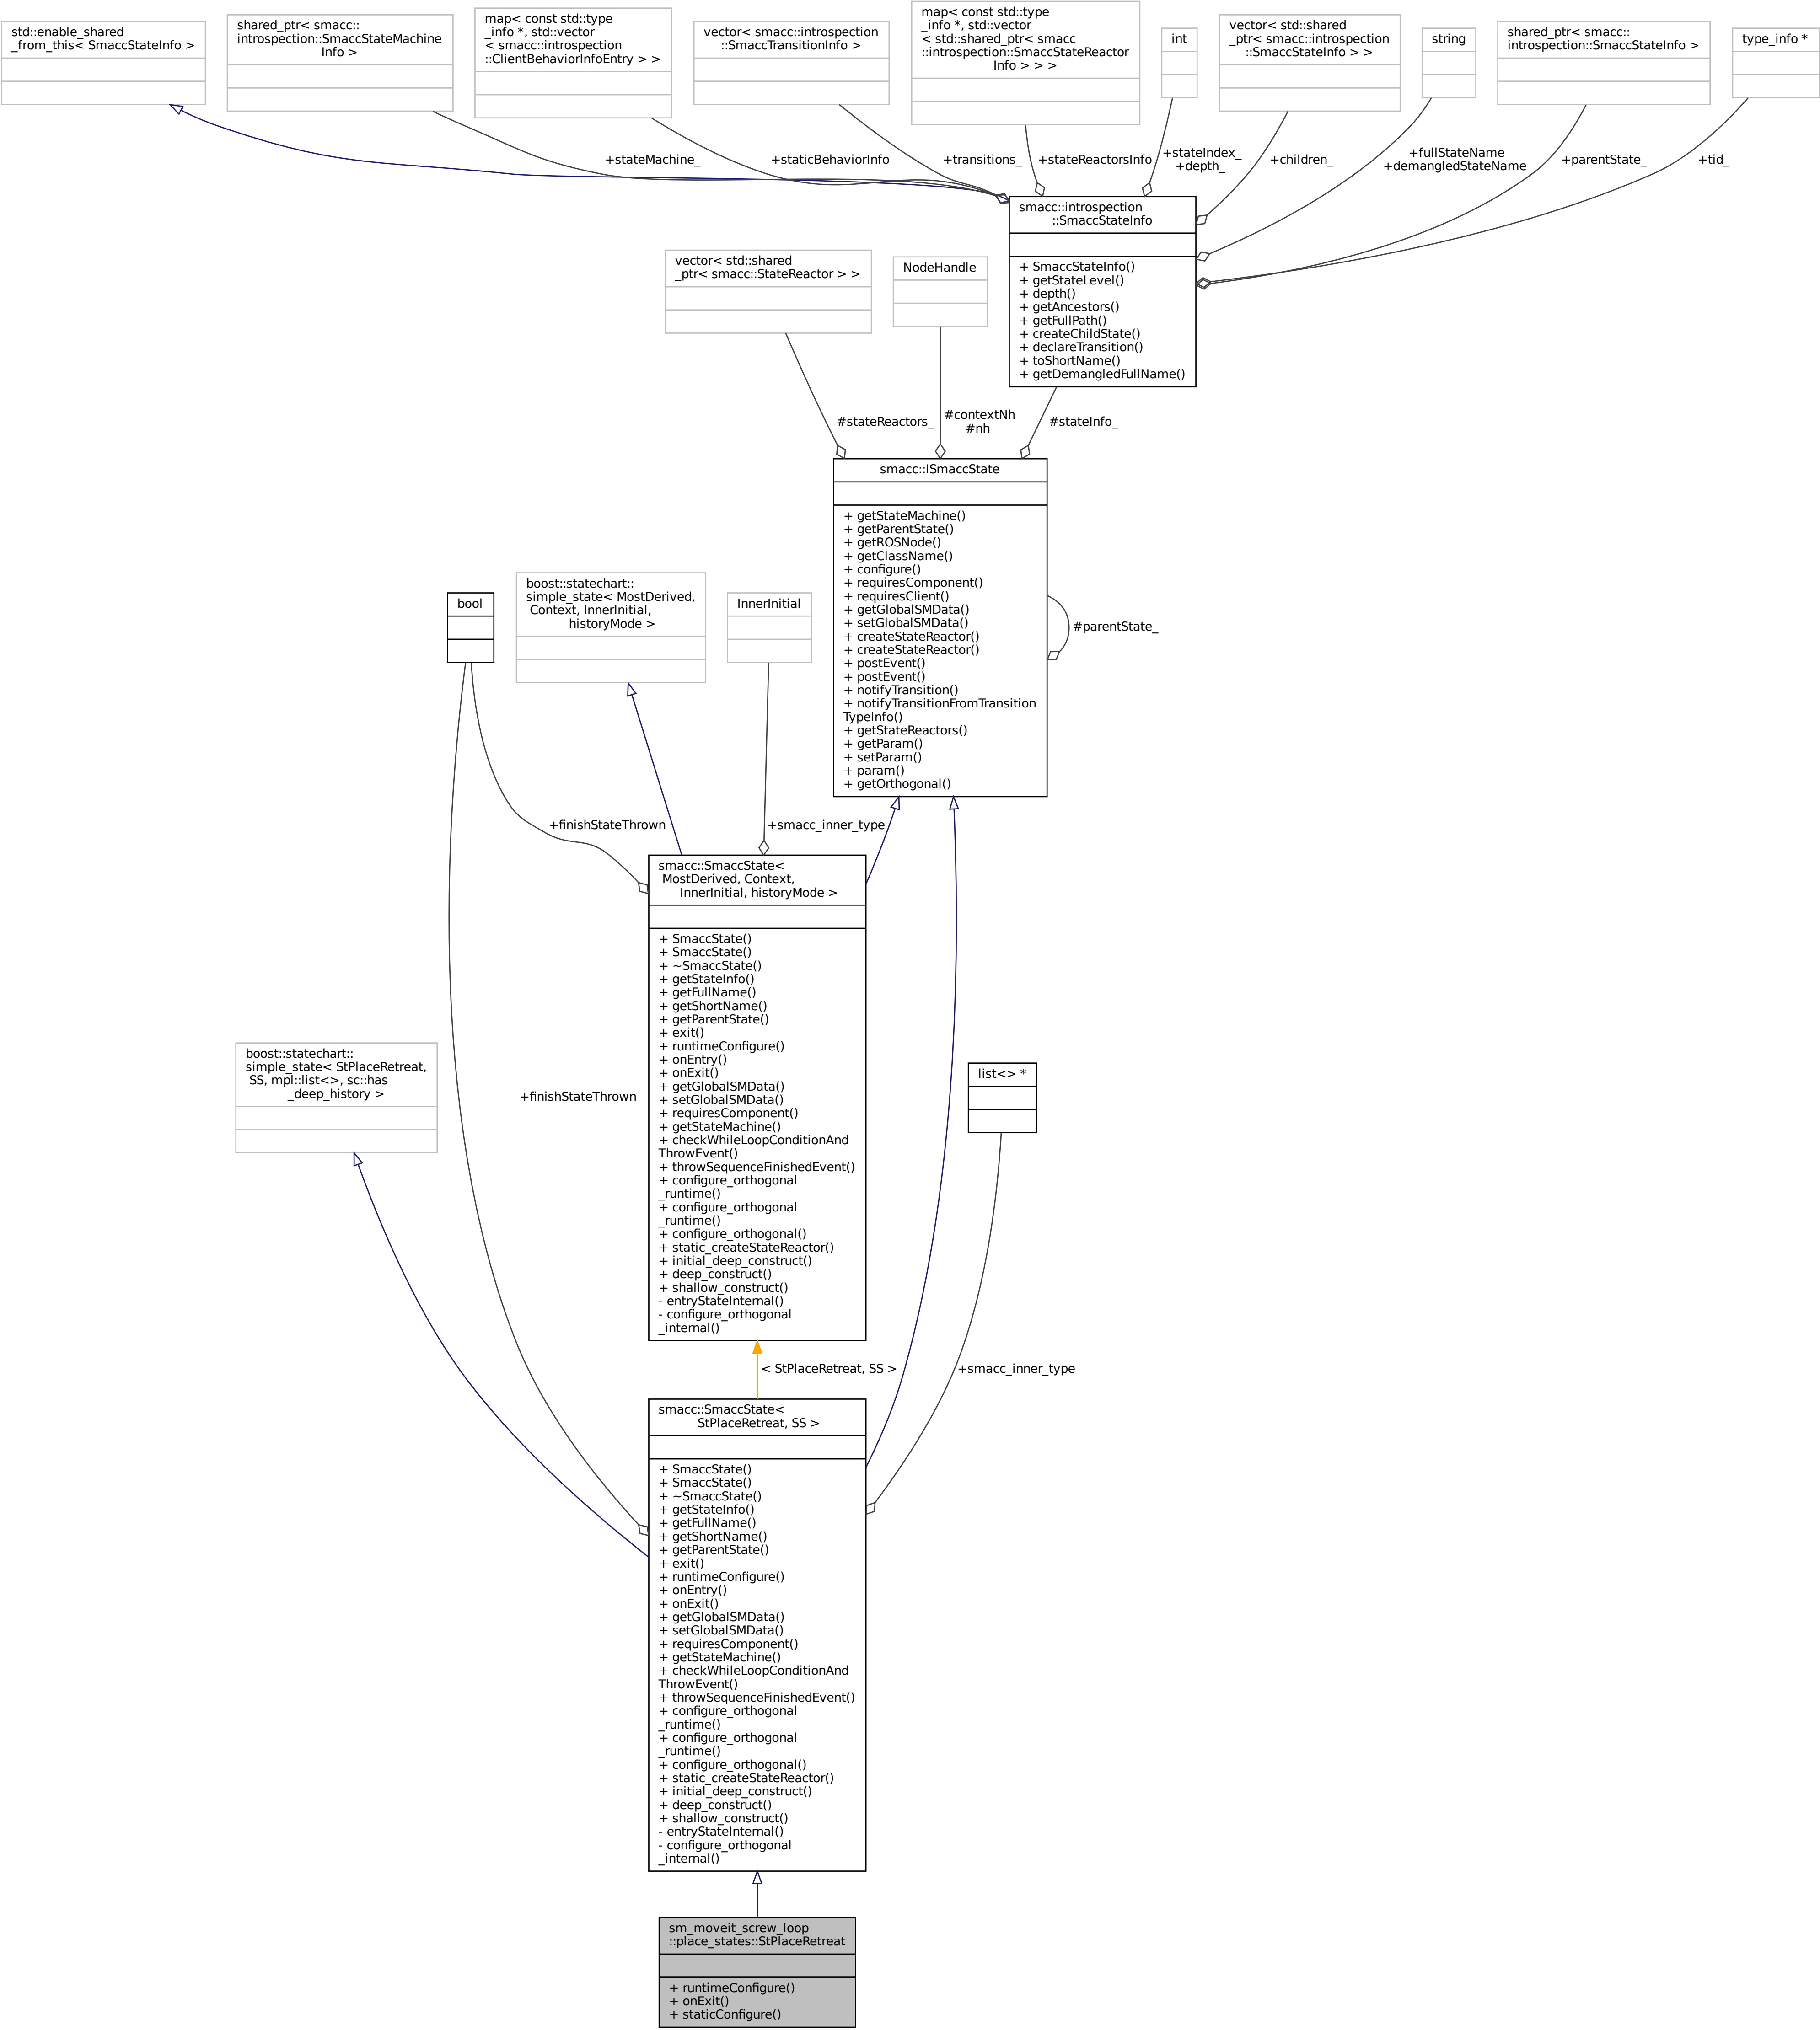 std::enable_shared
_from_this< SmaccStateInfo >
shared_ptr< smacc::
introspection::SmaccStateMachine
Info >
map< const std::type
_info *, std::vector
< smacc::introspection
::ClientBehaviorInfoEntry > >
vector< smacc::introspection
::SmaccTransitionInfo >
map< const std::type
_info *, std::vector
< std::shared_ptr< smacc
::introspection::SmaccStateReactor
Info > > >
int
vector< std::shared
_ptr< smacc::introspection
::SmaccStateInfo > >
string
shared_ptr< smacc::
introspection::SmaccStateInfo >
type_info *
+stateMachine_
+staticBehaviorInfo
+transitions_
+stateReactorsInfo
+stateIndex_
+depth_
+children_
+fullStateName
+demangledStateName
+parentState_
+tid_
smacc::introspection
::SmaccStateInfo
+ SmaccStateInfo()
+ getStateLevel()
+ depth()
+ getAncestors()
+ getFullPath()
+ createChildState()
+ declareTransition()
+ toShortName()
+ getDemangledFullName()
vector< std::shared
_ptr< smacc::StateReactor > >
NodeHandle
#stateReactors_
#contextNh
#nh
#stateInfo_
smacc::ISmaccState
+ getStateMachine()
+ getParentState()
+ getROSNode()
+ getClassName()
+ configure()
+ requiresComponent()
+ requiresClient()
+ getGlobalSMData()
+ setGlobalSMData()
+ createStateReactor()
+ createStateReactor()
+ postEvent()
+ postEvent()
+ notifyTransition()
+ notifyTransitionFromTransition
TypeInfo()
+ getStateReactors()
+ getParam()
+ setParam()
+ param()
+ getOrthogonal()
#parentState_
bool
boost::statechart::
simple_state< MostDerived,
Context, InnerInitial,
historyMode >
InnerInitial
+finishStateThrown
+smacc_inner_type
smacc::SmaccState<
MostDerived, Context,
InnerInitial, historyMode >
+ SmaccState()
+ SmaccState()
+ ~SmaccState()
+ getStateInfo()
+ getFullName()
+ getShortName()
+ getParentState()
+ exit()
+ runtimeConfigure()
+ onEntry()
+ onExit()
+ getGlobalSMData()
+ setGlobalSMData()
+ requiresComponent()
+ getStateMachine()
+ checkWhileLoopConditionAnd
ThrowEvent()
+ throwSequenceFinishedEvent()
+ configure_orthogonal
_runtime()
+ configure_orthogonal
_runtime()
+ configure_orthogonal()
+ static_createStateReactor()
+ initial_deep_construct()
+ deep_construct()
+ shallow_construct()
- entryStateInternal()
- configure_orthogonal
_internal()
boost::statechart::
simple_state< StPlaceRetreat,
SS, mpl::list<>, sc::has
_deep_history >
+finishStateThrown
list<> *
< StPlaceRetreat, SS >
+smacc_inner_type
smacc::SmaccState<
StPlaceRetreat, SS >
+ SmaccState()
+ SmaccState()
+ ~SmaccState()
+ getStateInfo()
+ getFullName()
+ getShortName()
+ getParentState()
+ exit()
+ runtimeConfigure()
+ onEntry()
+ onExit()
+ getGlobalSMData()
+ setGlobalSMData()
+ requiresComponent()
+ getStateMachine()
+ checkWhileLoopConditionAnd
ThrowEvent()
+ throwSequenceFinishedEvent()
+ configure_orthogonal
_runtime()
+ configure_orthogonal
_runtime()
+ configure_orthogonal()
+ static_createStateReactor()
+ initial_deep_construct()
+ deep_construct()
+ shallow_construct()
- entryStateInternal()
- configure_orthogonal
_internal()
sm_moveit_screw_loop
::place_states::StPlaceRetreat
+ runtimeConfigure()
+ onExit()
+ staticConfigure()